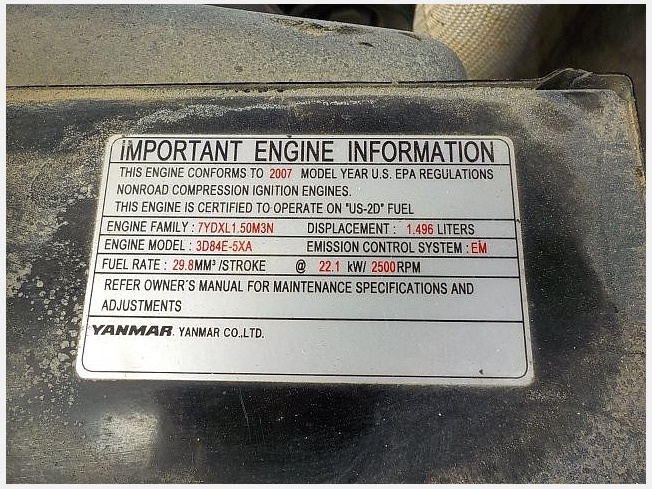 IMPORTANT ENGINE INFORMATION
THIS ENGINE CONFORMS TO 2007 MODEL YEAR U.S. EPA REGULATIONS
NONROAD COMPRESSION IGNITION ENGINES.
THIS ENGINE IS CERTIFIED TO OPERATE ON "US-2D" FUEL
ENGINE FAMILY : 7YDXL1.50M3N DISPLACEMENT : 1.496 LITERS
ENGINE MODEL : 3D84E-5XA EMISSION CONTROL SYSTEM : EM
FUEL RATE : 29.8MM³ /STROKE @ 22.1 kW/ 2500RPM
REFER OWNER'S MANUAL FOR MAINTENANCE SPECIFICATIONS AND
ADJUSTMENTS
YANMAR. YANMAR CO.,LTD.